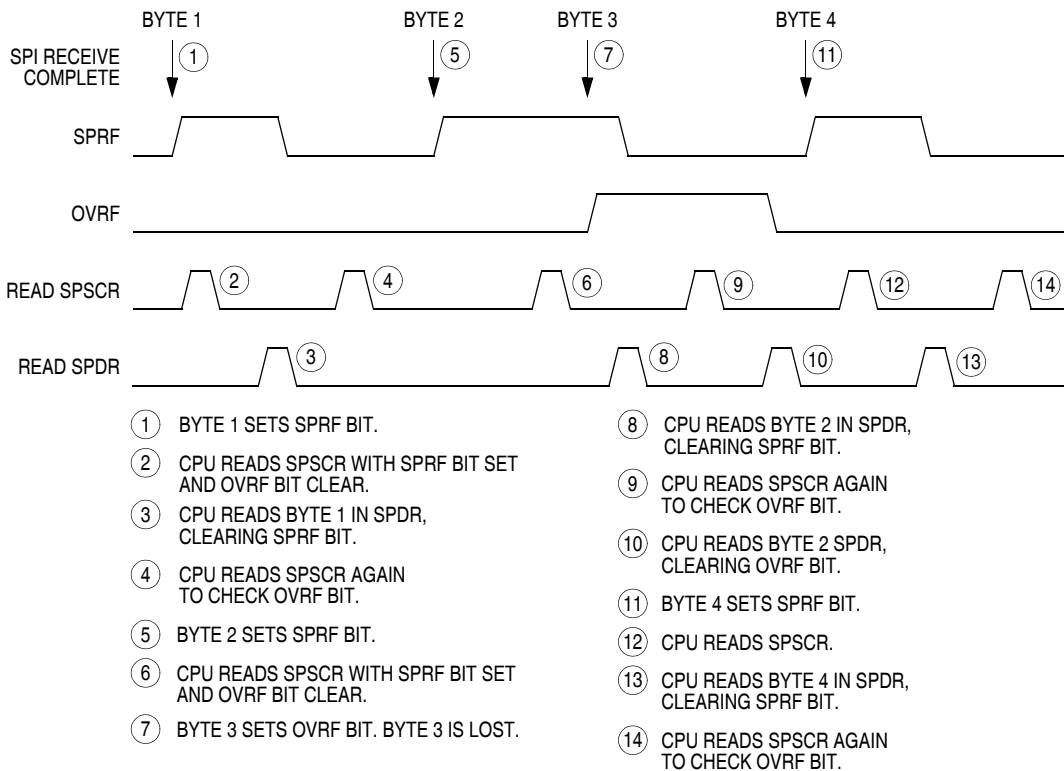 BYTE 1 BYTE 2 BYTE 3 BYTE 4
SPI RECEIVE
COMPLETE
1 5 7 11
SPRF
OVRF
READ SPSCR
2 4 6 9 12 14
READ SPDR
3 8 10 13
1 BYTE 1 SETS SPRF BIT.
2 CPU READS SPSCR WITH SPRF BIT SET
AND OVRF BIT CLEAR.
3 CPU READS BYTE 1 IN SPDR,
CLEARING SPRF BIT.
4 CPU READS SPSCR AGAIN
TO CHECK OVRF BIT.
5 BYTE 2 SETS SPRF BIT.
6 CPU READS SPSCR WITH SPRF BIT SET
AND OVRF BIT CLEAR.
7 BYTE 3 SETS OVRF BIT. BYTE 3 IS LOST.
8 CPU READS BYTE 2 IN SPDR,
CLEARING SPRF BIT.
9 CPU READS SPSCR AGAIN
TO CHECK OVRF BIT.
10 CPU READS BYTE 2 SPDR,
CLEARING OVRF BIT.
11 BYTE 4 SETS SPRF BIT.
12 CPU READS SPSCR.
13 CPU READS BYTE 4 IN SPDR,
CLEARING SPRF BIT.
14 CPU READS SPSCR AGAIN
TO CHECK OVRF BIT.